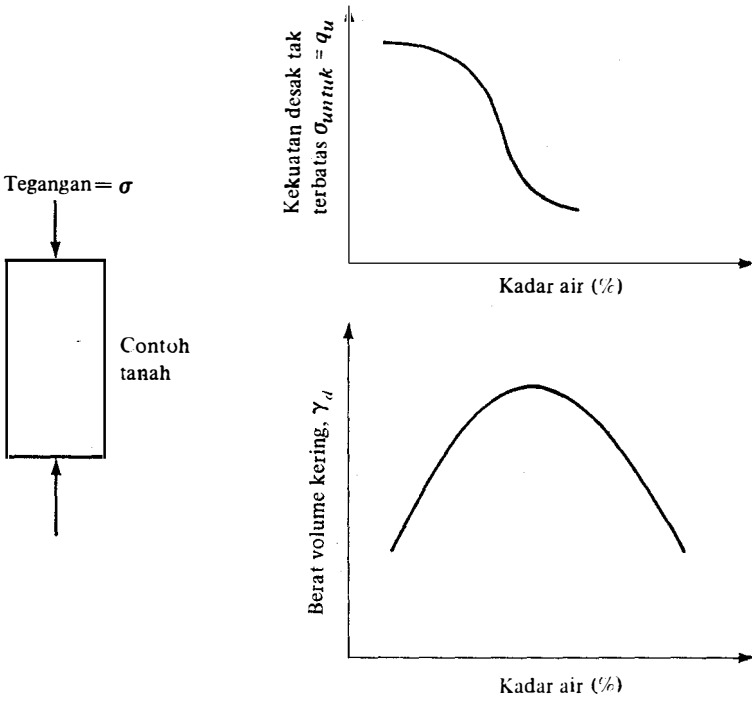 Tegangan = σ
Contoh
tanah
Kekuatan desak tak
terbatas σuntuk = qu
Kadar air (%)
Berat volume kering, γd
Kadar air (%)